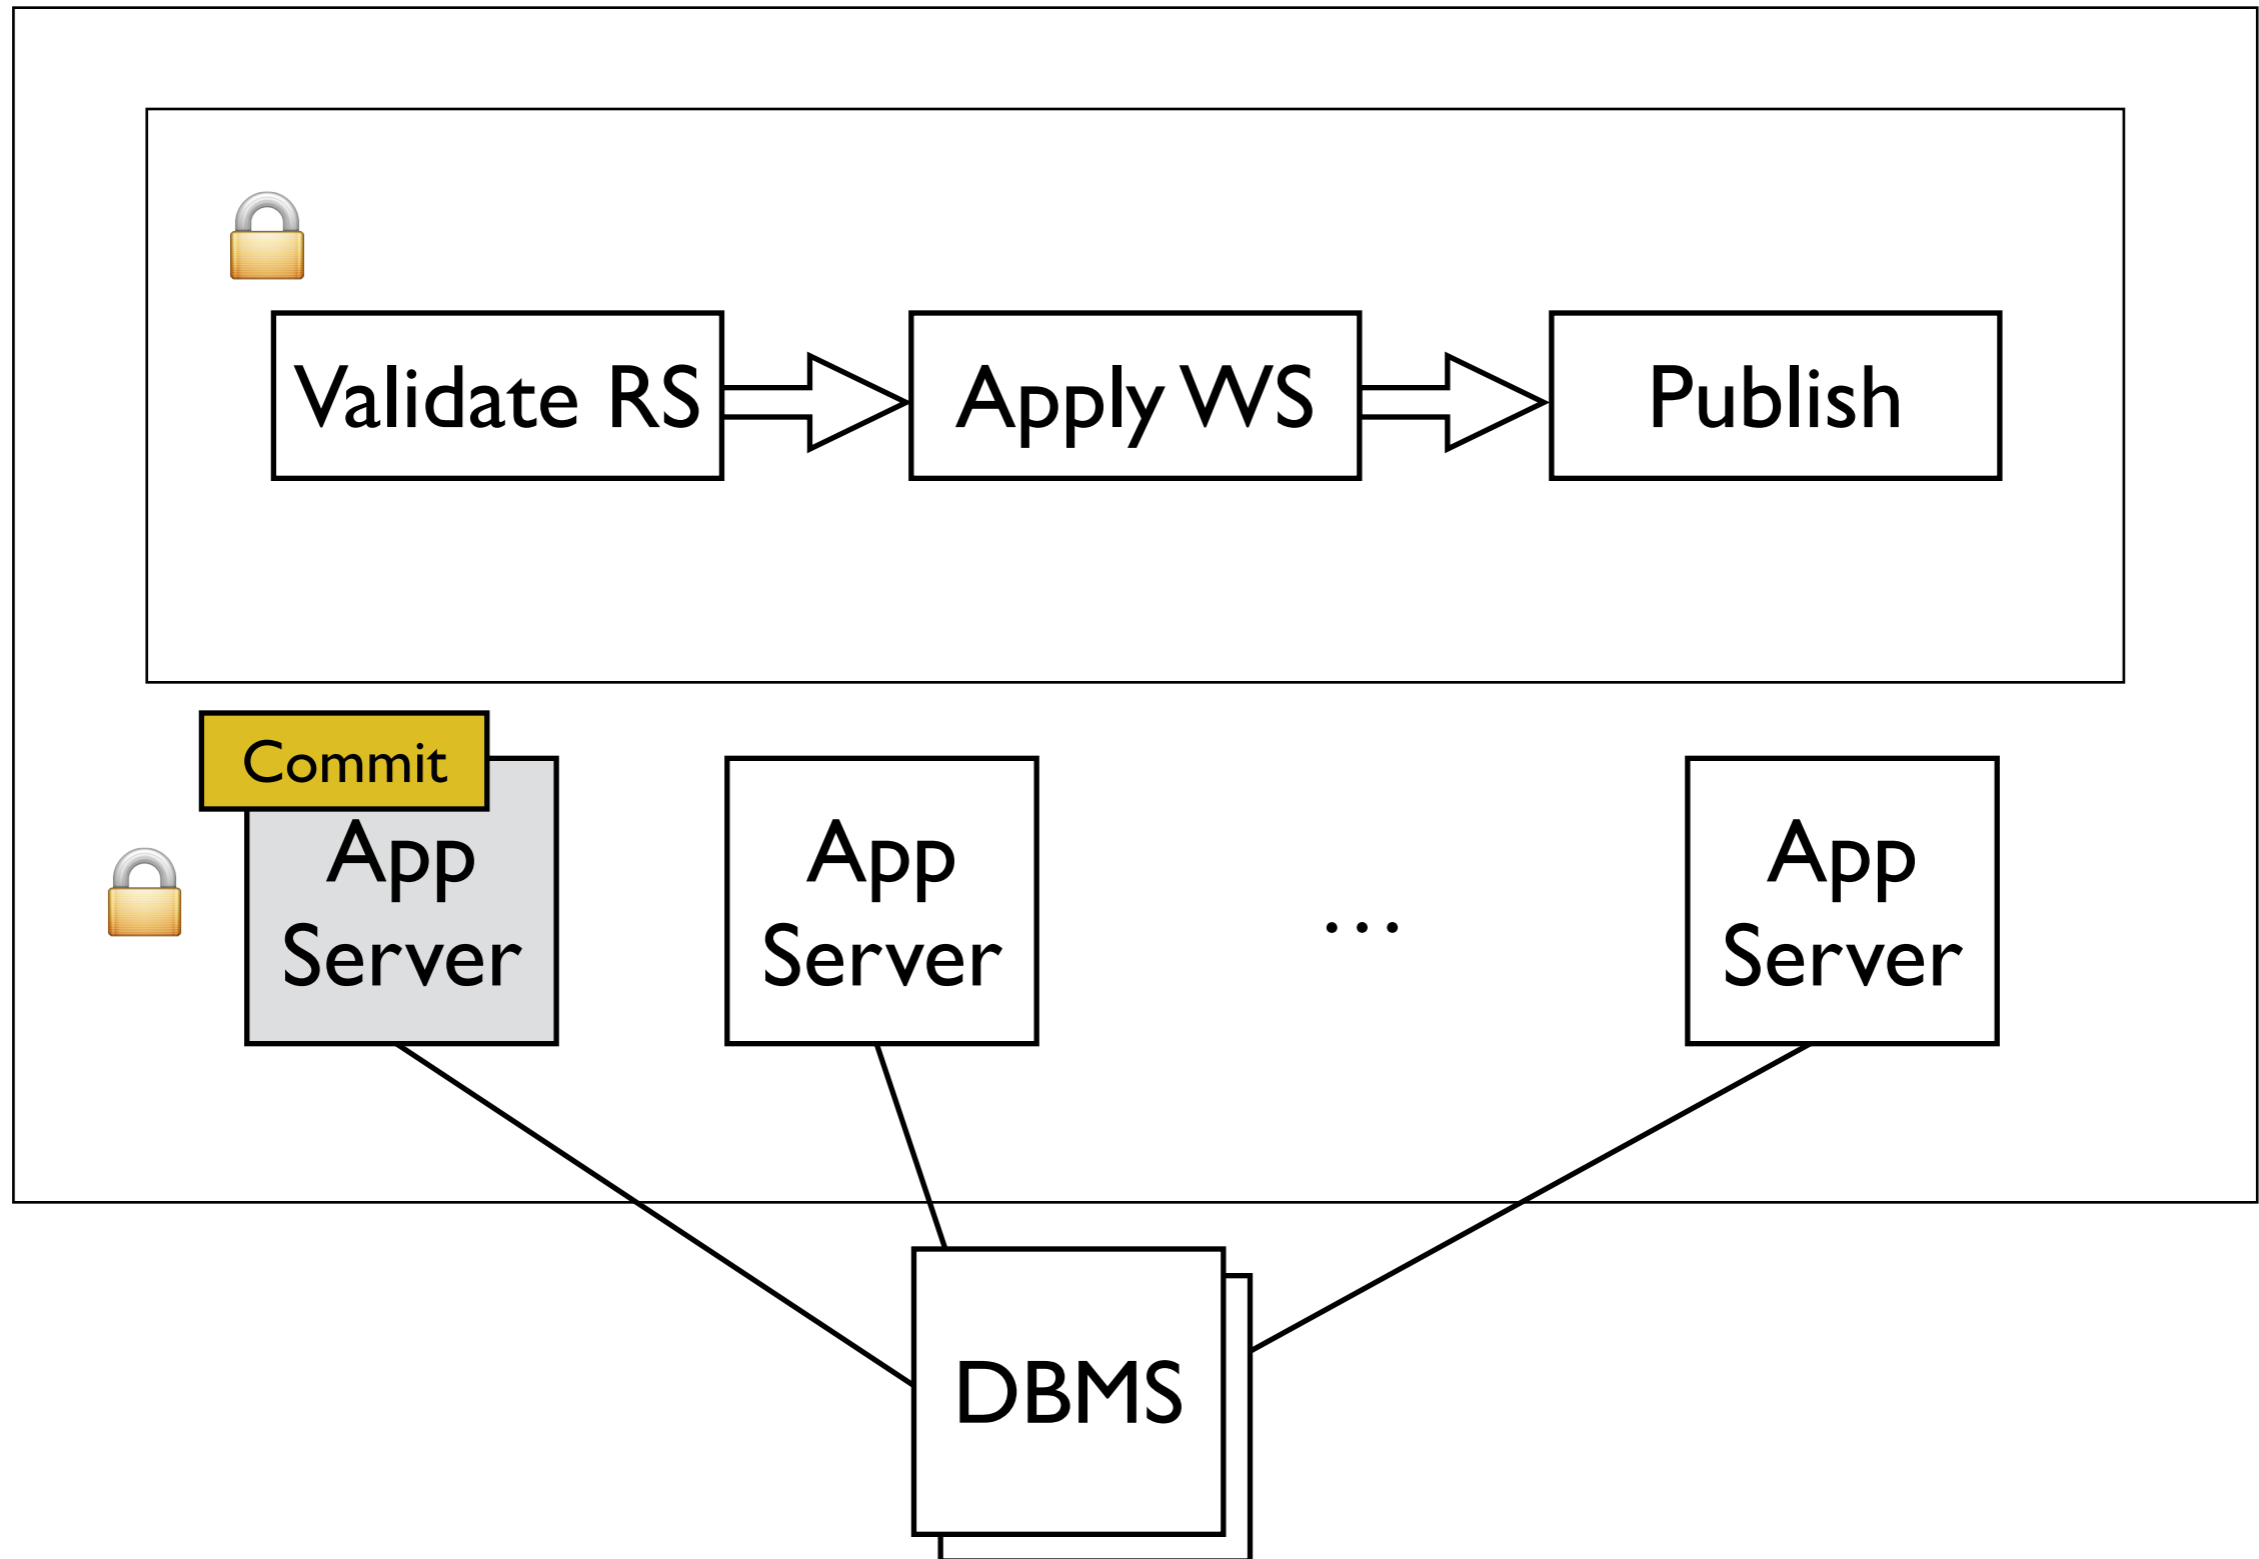 Validate RS
Apply WS
Publish
Commit
App
Server
App
Server
...
App
Server
DBMS